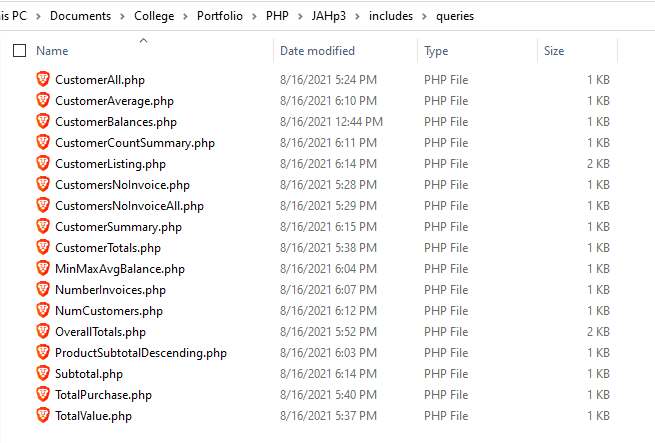 is PC > Documents > College > Portfolio > PHP > JAHp3 > includes > queries
Name Date modified Type Size
CustomerAll.php 8/16/2021 5:24 PM PHP File 1 KB
CustomerAverage.php 8/16/2021 6:10 PM PHP File 1 KB
CustomerBalances.php 8/16/2021 12:44 PM PHP File 1 KB
CustomerCountSummary.php 8/16/2021 6:11 PM PHP File 1 KB
CustomerListing.php 8/16/2021 6:14 PM PHP File 2 KB
CustomersNoInvoice.php 8/16/2021 5:28 PM PHP File 1 KB
CustomersNoInvoiceAll.php 8/16/2021 5:29 PM PHP File 1 KB
CustomerSummary.php 8/16/2021 6:15 PM PHP File 1 KB
CustomerTotals.php 8/16/2021 5:38 PM PHP File 1 KB
MinMaxAvgBalance.php 8/16/2021 6:04 PM PHP File 1 KB
NumberInvoices.php 8/16/2021 6:07 PM PHP File 1 KB
NumCustomers.php 8/16/2021 6:12 PM PHP File 1 KB
OverallTotals.php 8/16/2021 5:52 PM PHP File 2 KB
ProductSubtotalDescending.php 8/16/2021 6:03 PM PHP File 1 KB
Subtotal.php 8/16/2021 6:14 PM PHP File 1 KB
TotalPurchase.php 8/16/2021 5:40 PM PHP File 1 KB
TotalValue.php 8/16/2021 5:37 PM PHP File 1 KB